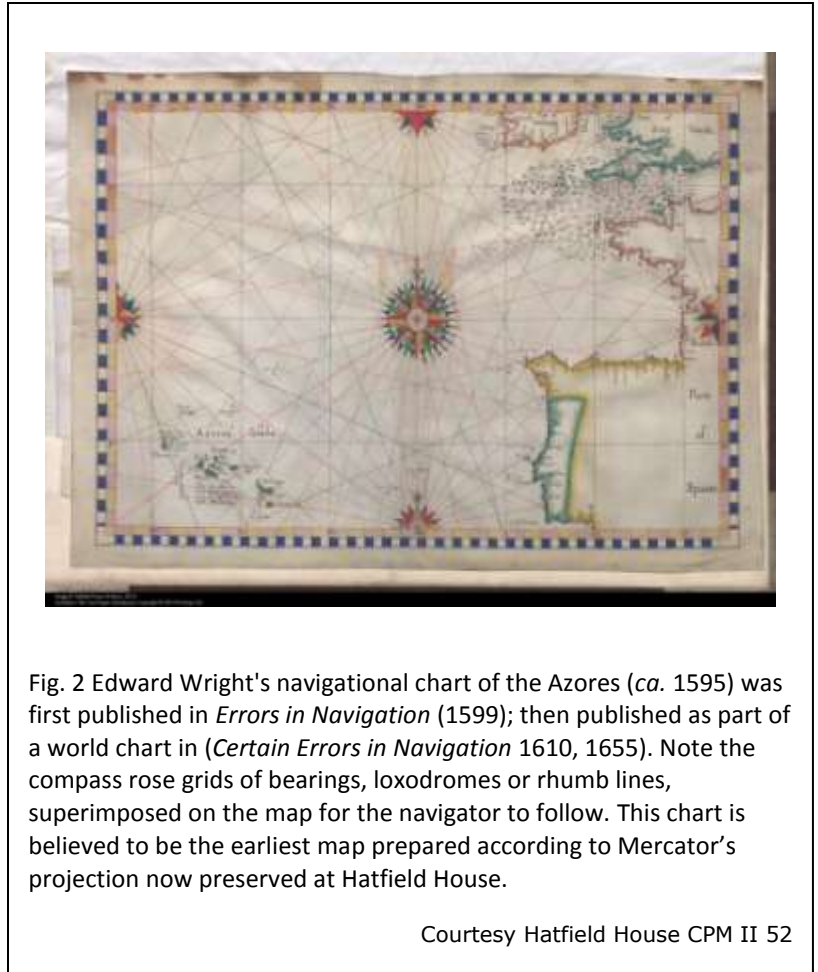 Azores
Part
of
Spaine
Fig. 2 Edward Wright's navigational chart of the Azores (ca. 1595) was
first published in Errors in Navigation (1599); then published as part of
a world chart in (Certain Errors in Navigation 1610, 1655). Note the
compass rose grids of bearings, loxodromes or rhumb lines,
superimposed on the map for the navigator to follow. This chart is
believed to be the earliest map prepared according to Mercator’s
projection now preserved at Hatfield House.
Courtesy Hatfield House CPM II 52